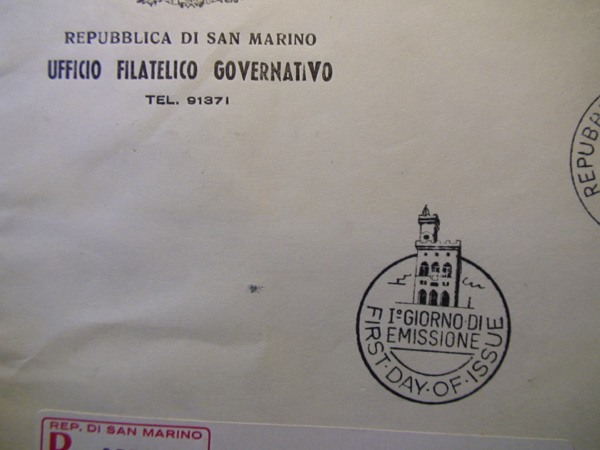 REPUBBLICA DI SAN MARINO
UFFICIO FILATELICO GOVERNATIVO
TEL. 91371
I° GIORNO·DI
EMISSIONE
FIRST·DAY·OF·ISSUE
REP. DI SAN MARINO
R